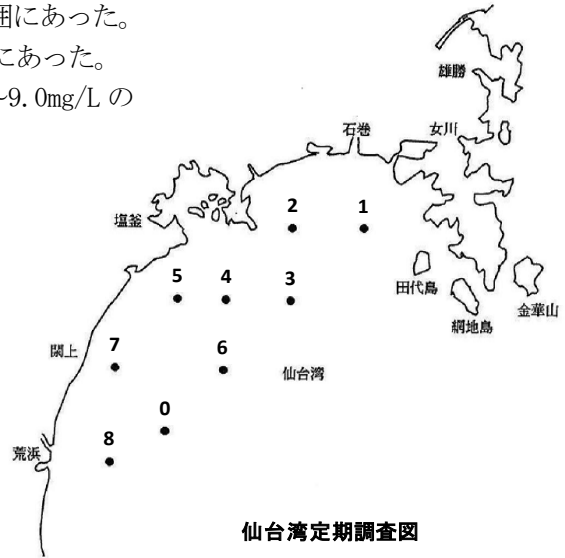 囲にあった。
にあった。
~9.0mg/L の
雄勝
石巻
女川
塩釜
2
1
田代島
金華山
網地島
5
4
3
閖上
7
6
仙台湾
0
荒浜
8
仙台湾定期調査図